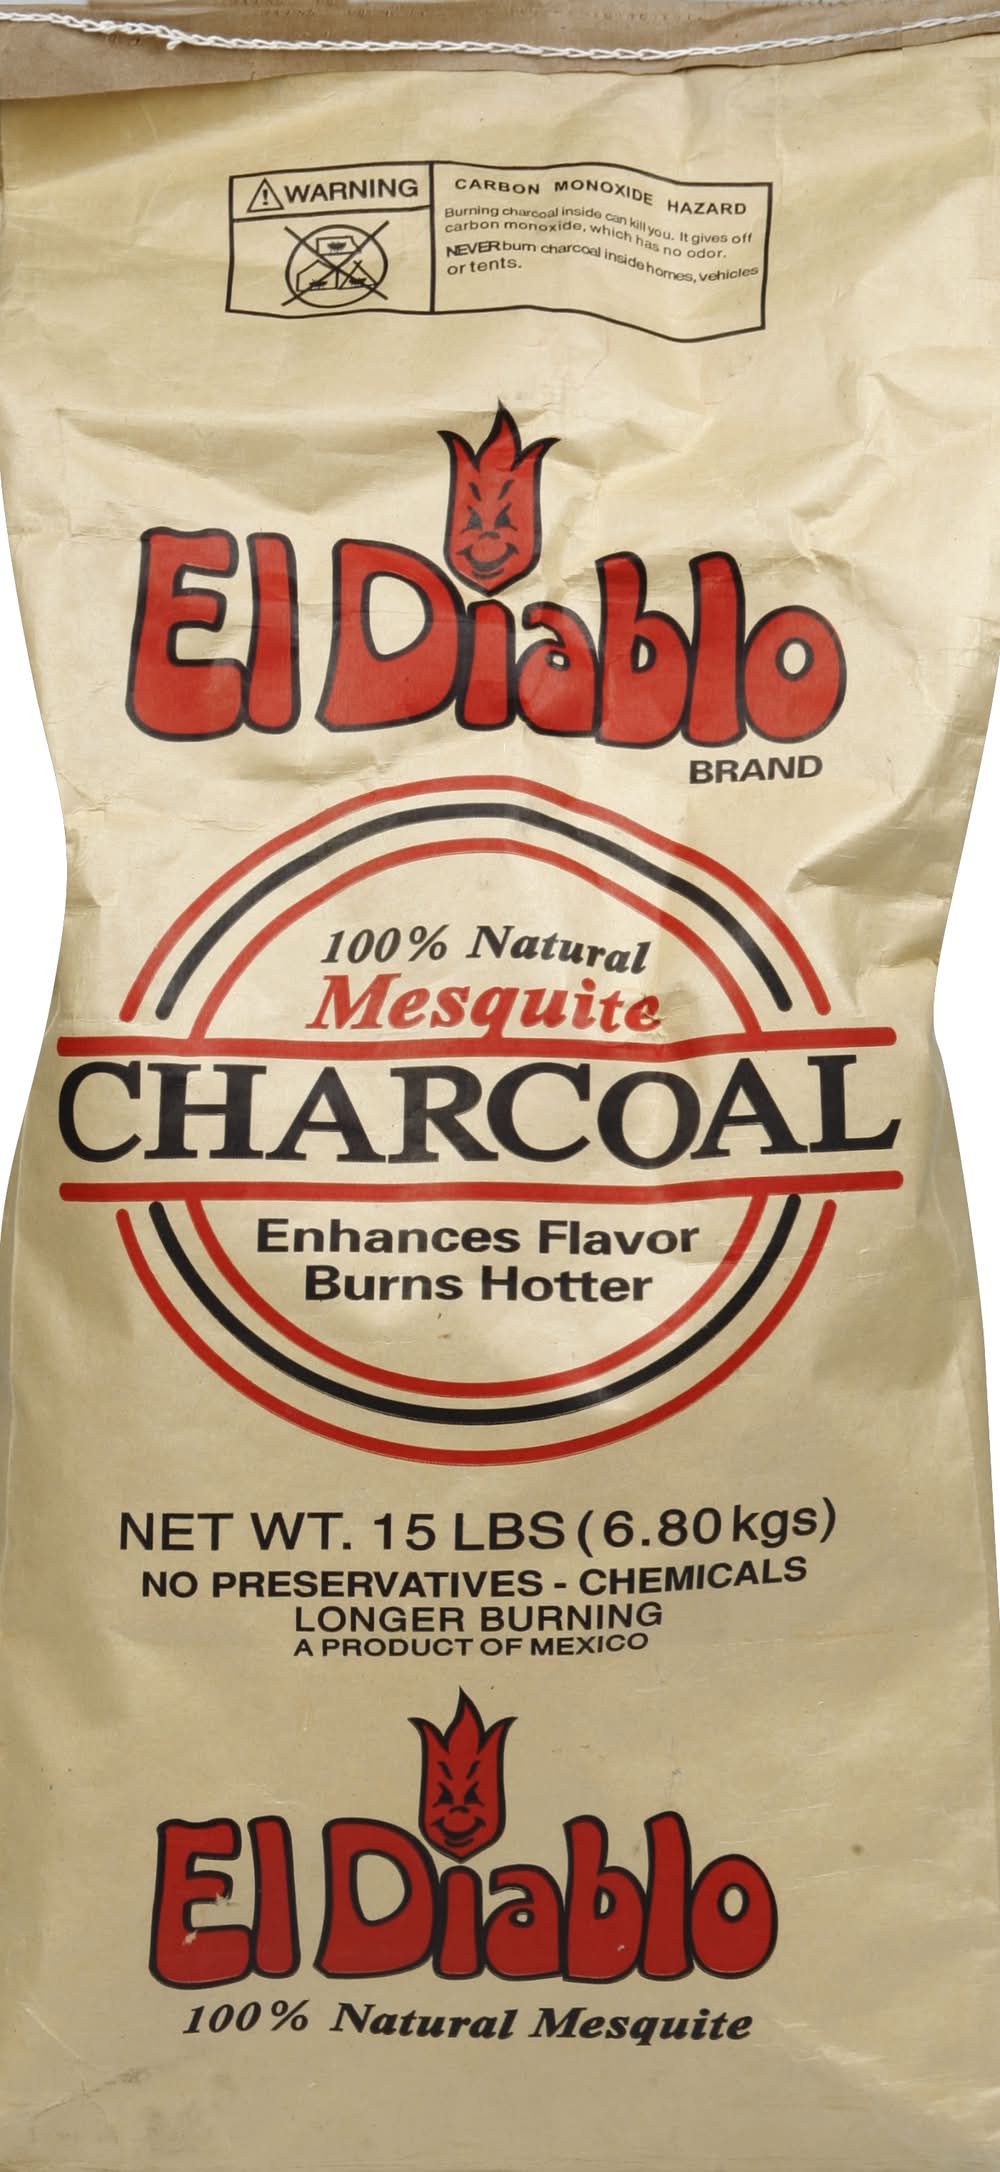 WARNING
CARBON MONOXIDE HAZARD
Burning charcoal inside can kill you. It gives off
carbon monoxide, which has no odor.
NEVER burn charcoal inside homes, vehicles
or tents.
El Diablo
BRAND
100% Natural
Mesquite
CHARCOAL
Enhances Flavor
Burns Hotter
NET WT. 15 LBS (6.80 kgs)
NO PRESERVATIVES - CHEMICALS
LONGER BURNING
A PRODUCT OF MEXICO
El Diablo
100% Natural Mesquite